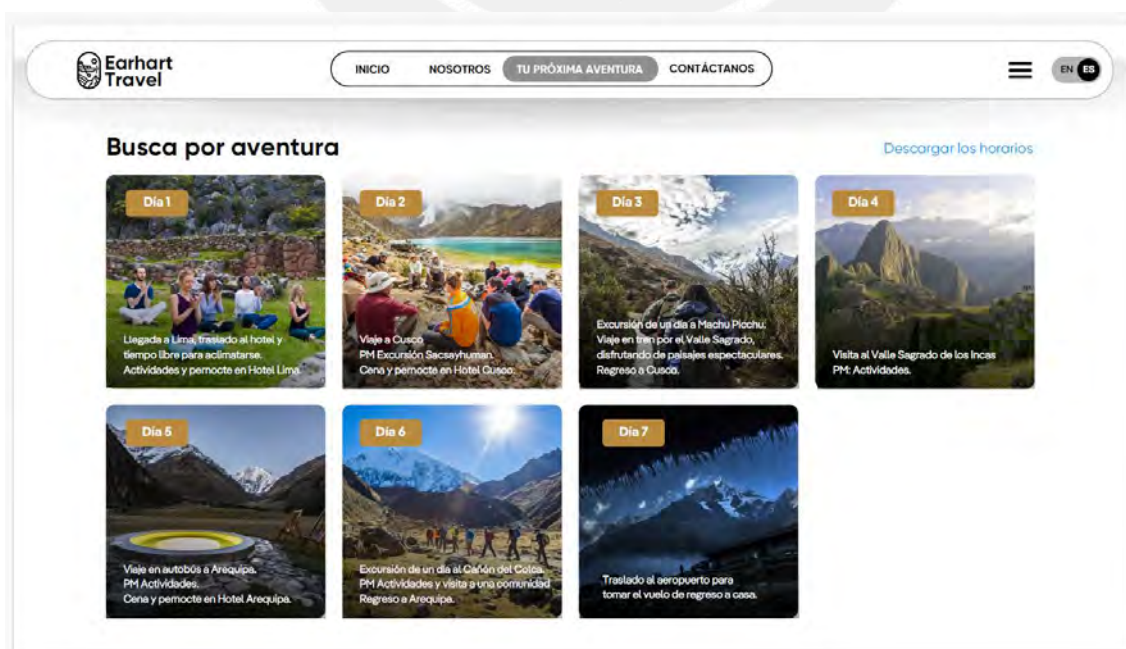 Earhart
Travel
INICIO NOSOTROS TU PRÓXIMA AVENTURA CONTÁCTANOS
EN ES
Busca por aventura
Descargar los horarios
Día 1
Llegada a Lima, traslado al hotel y
tiempo libre para aclimatarse.
Actividades y pernocte en Hotel Lima.
Día 2
Viaje a Cusco
PM Excursión Sacsayhuman.
Cena y pernocte en Hotel Cusco.
Día 3
Excursión de un día a Machu Picchu:
Viaje en tren por el Valle Sagrado,
disfrutando de paisajes espectaculares.
Regreso a Cusco.
Día 4
Visita al Valle Sagrado de los Incas
PM: Actividades.
Día 5
Viaje en autobús a Arequipa.
PM Actividades.
Cena y pernocte en Hotel Arequipa.
Día 6
Excursión de un día al Cañón del Colca.
PM Actividades y visita a una comunidad
Regreso a Arequipa.
Día 7
Traslado al aeropuerto para
tomar el vuelo de regreso a casa.